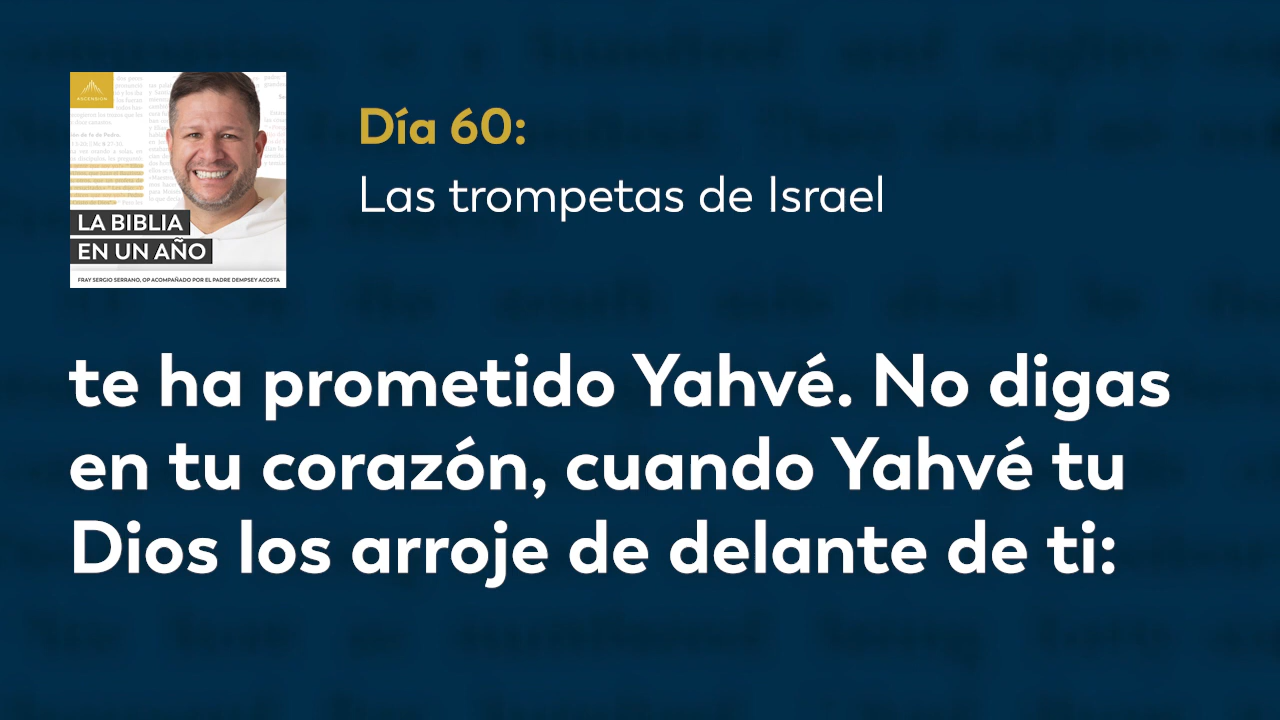 ASCENSION
LA BIBLIA
EN UN AÑO
FRAY SERGIO SERRANO, OP ACOMPAÑADO POR EL PADRE DEMPSEY ACOSTA
Día 60:
Las trompetas de Israel
te ha prometido Yahvé. No digas
en tu corazón, cuando Yahvé tu
Dios los arroje de delante de ti: